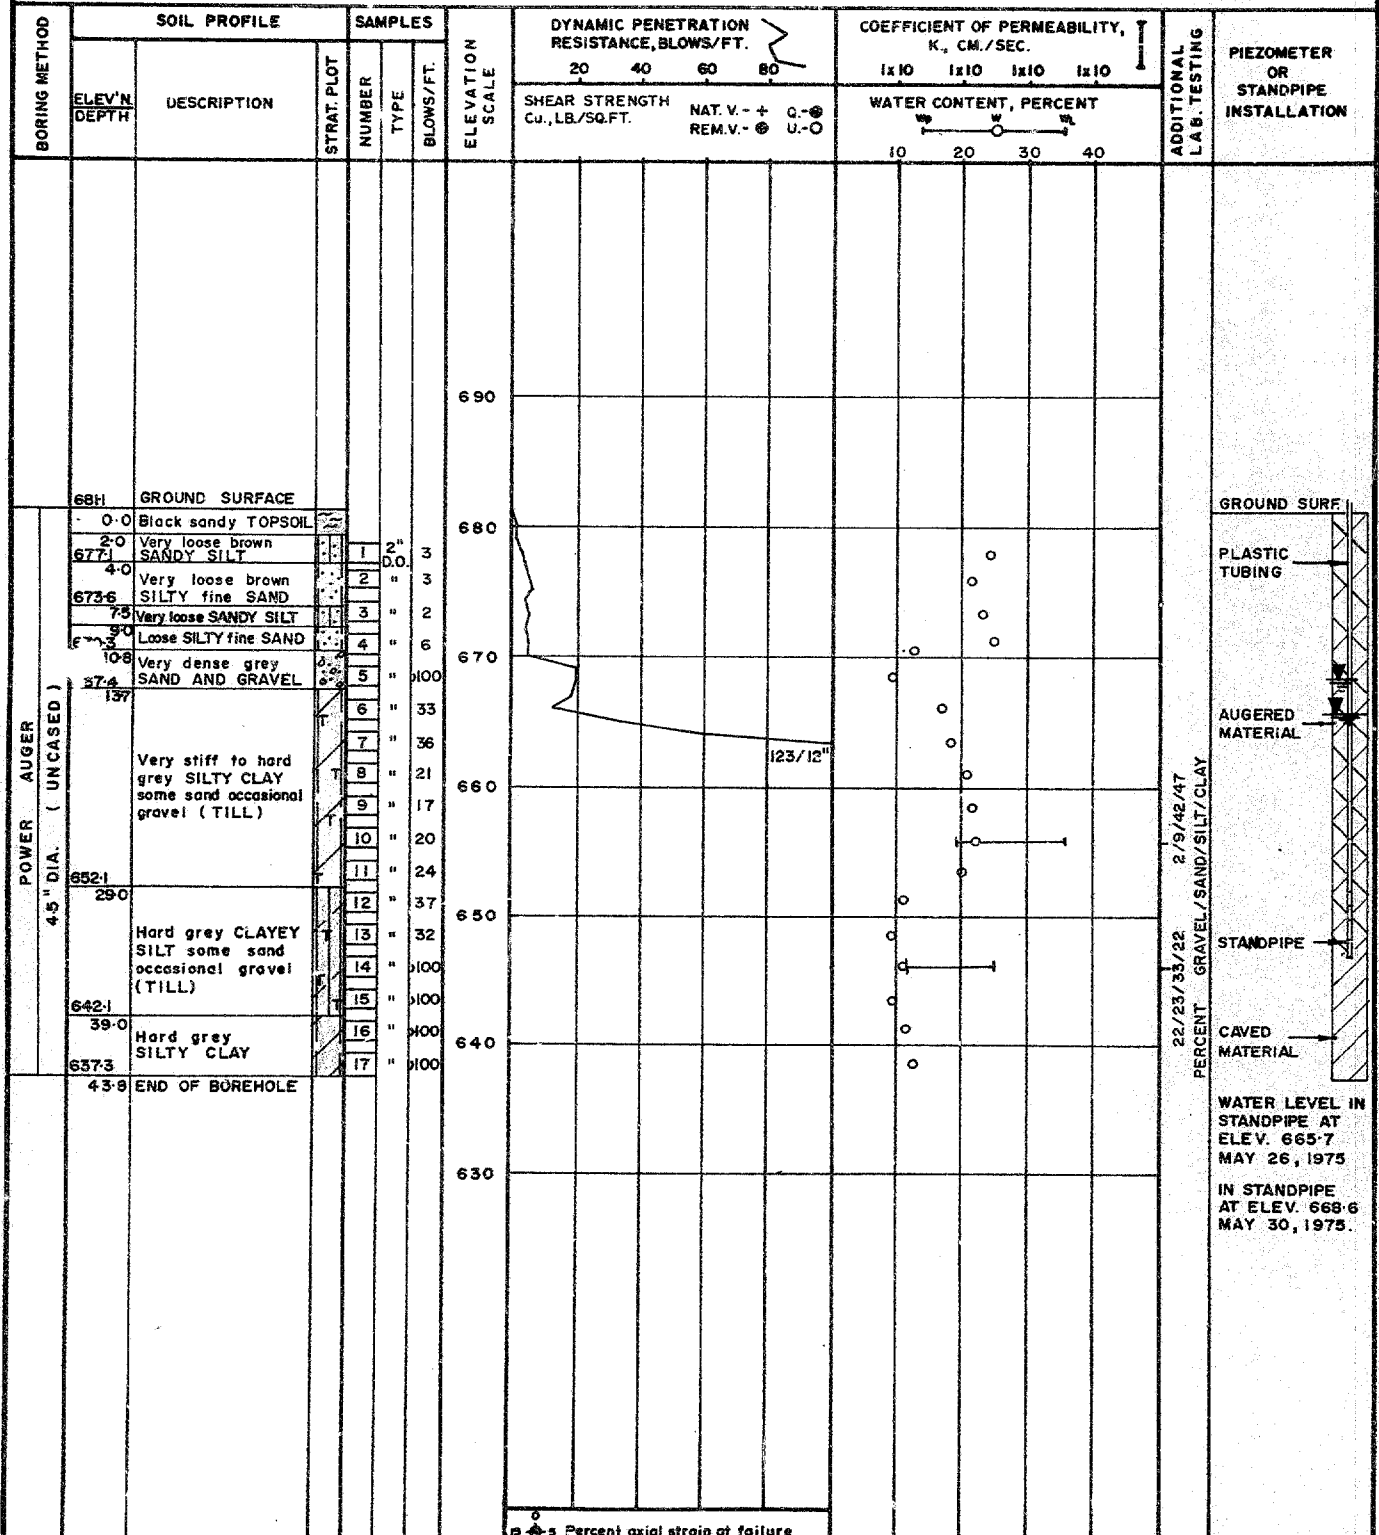 BORING METHOD
SOIL PROFILE
ELEV'N.
DEPTH
DESCRIPTION
STRAT. PLOT
SAMPLES
NUMBER
TYPE
BLOWS/FT.
ELEVATION
SCALE
DYNAMIC PENETRATION
RESISTANCE, BLOWS/FT.
20 40 60 80
SHEAR STRENGTH
Cu., LB./SQ.FT.
NAT. V.- + Q.-
REM.V.- U.-O
COEFFICIENT OF PERMEABILITY,
K., CM./SEC.
1x10 1x10 1x10 1x10
WATER CONTENT, PERCENT
Wp W WL
10 20 30 40
ADDITIONAL
LAB. TESTING
PIEZOMETER
OR
STANDPIPE
INSTALLATION
POWER AUGER
4.5" DIA. (UNCASED)
681.1 GROUND SURFACE
0.0 Black sandy TOPSOIL
2.0 Very loose brown
677.1 SANDY SILT
4.0
Very loose brown
673.6 SILTY fine SAND
7.5 Very loose SANDY SILT
9.0 Loose SILTY fine SAND
10.8 Very dense grey
37.4 SAND AND GRAVEL
13.7
Very stiff to hard
grey SILTY CLAY
some sand occasional
gravel (TILL)
652.1
29.0
Hard grey CLAYEY
SILT some sand
occasional gravel
(TILL)
642.1
39.0
Hard grey
SILTY CLAY
637.3
43.8 END OF BOREHOLE
1 2" D.O. 3
2 " 3
3 " 2
4 " 6
5 " >100
6 " 33
7 " 36
8 " 21
9 " 17
10 " 20
11 " 24
12 " 37
13 " 32
14 " >100
15 " >100
16 " >100
17 " >100
690
680
670
660
650
640
630
123/12"
2/9/42/47
22/23/33/22
PERCENT GRAVEL/SAND/SILT/CLAY
GROUND SURF.
PLASTIC
TUBING
AUGERED
MATERIAL
STANDPIPE
CAVED
MATERIAL
WATER LEVEL IN
STANDPIPE AT
ELEV. 665.7
MAY 26, 1975
IN STANDPIPE
AT ELEV. 668.6
MAY 30, 1975.
Percent axial strain at failure